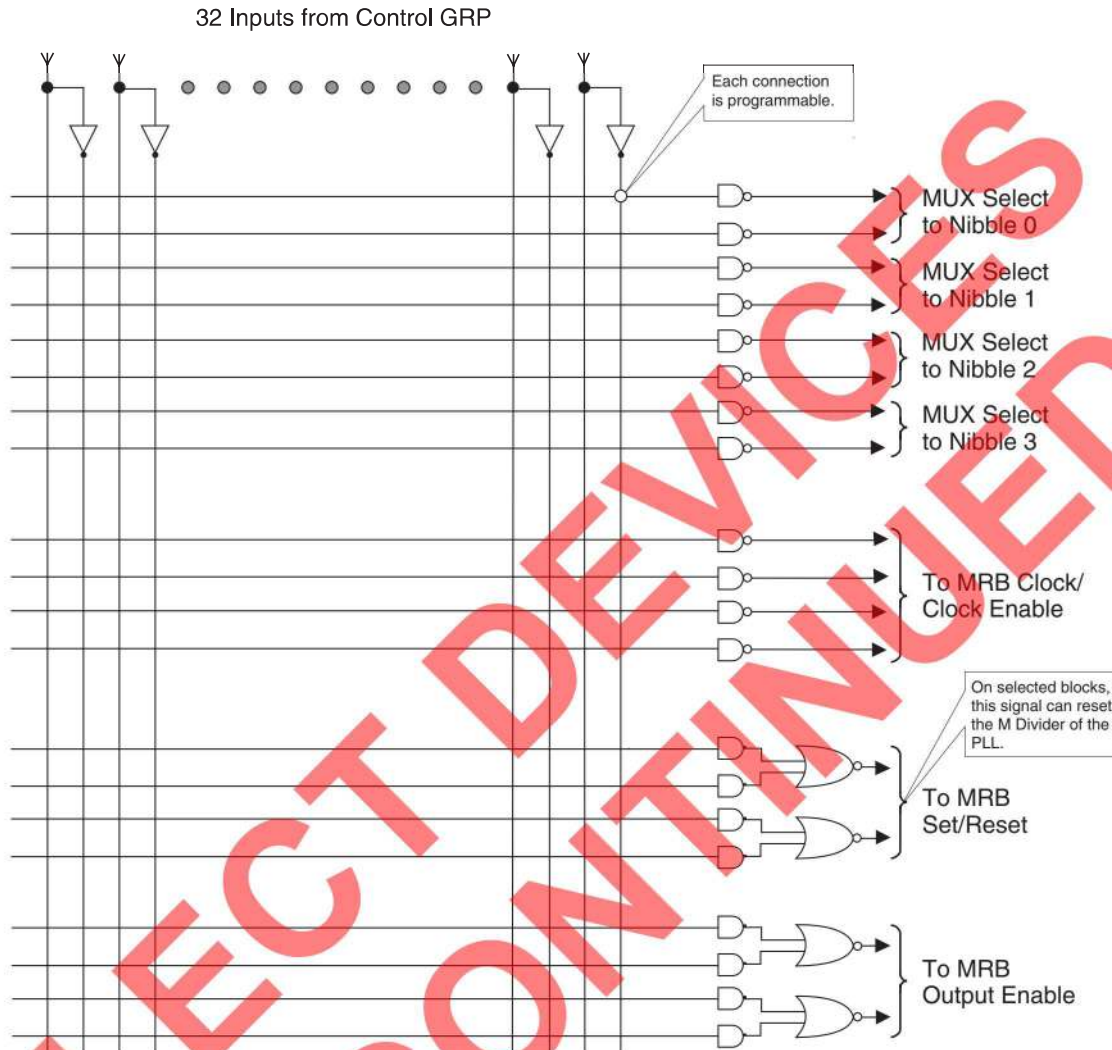 32 Inputs from Control GRP
Each connection
is programmable.
MUX Select
to Nibble 0
MUX Select
to Nibble 1
MUX Select
to Nibble 2
MUX Select
to Nibble 3
To MRB Clock/
Clock Enable
On selected blocks,
this signal can reset
the M Divider of the
PLL.
To MRB
Set/Reset
To MRB
Output Enable
ECT DEVICES
CONTINUED